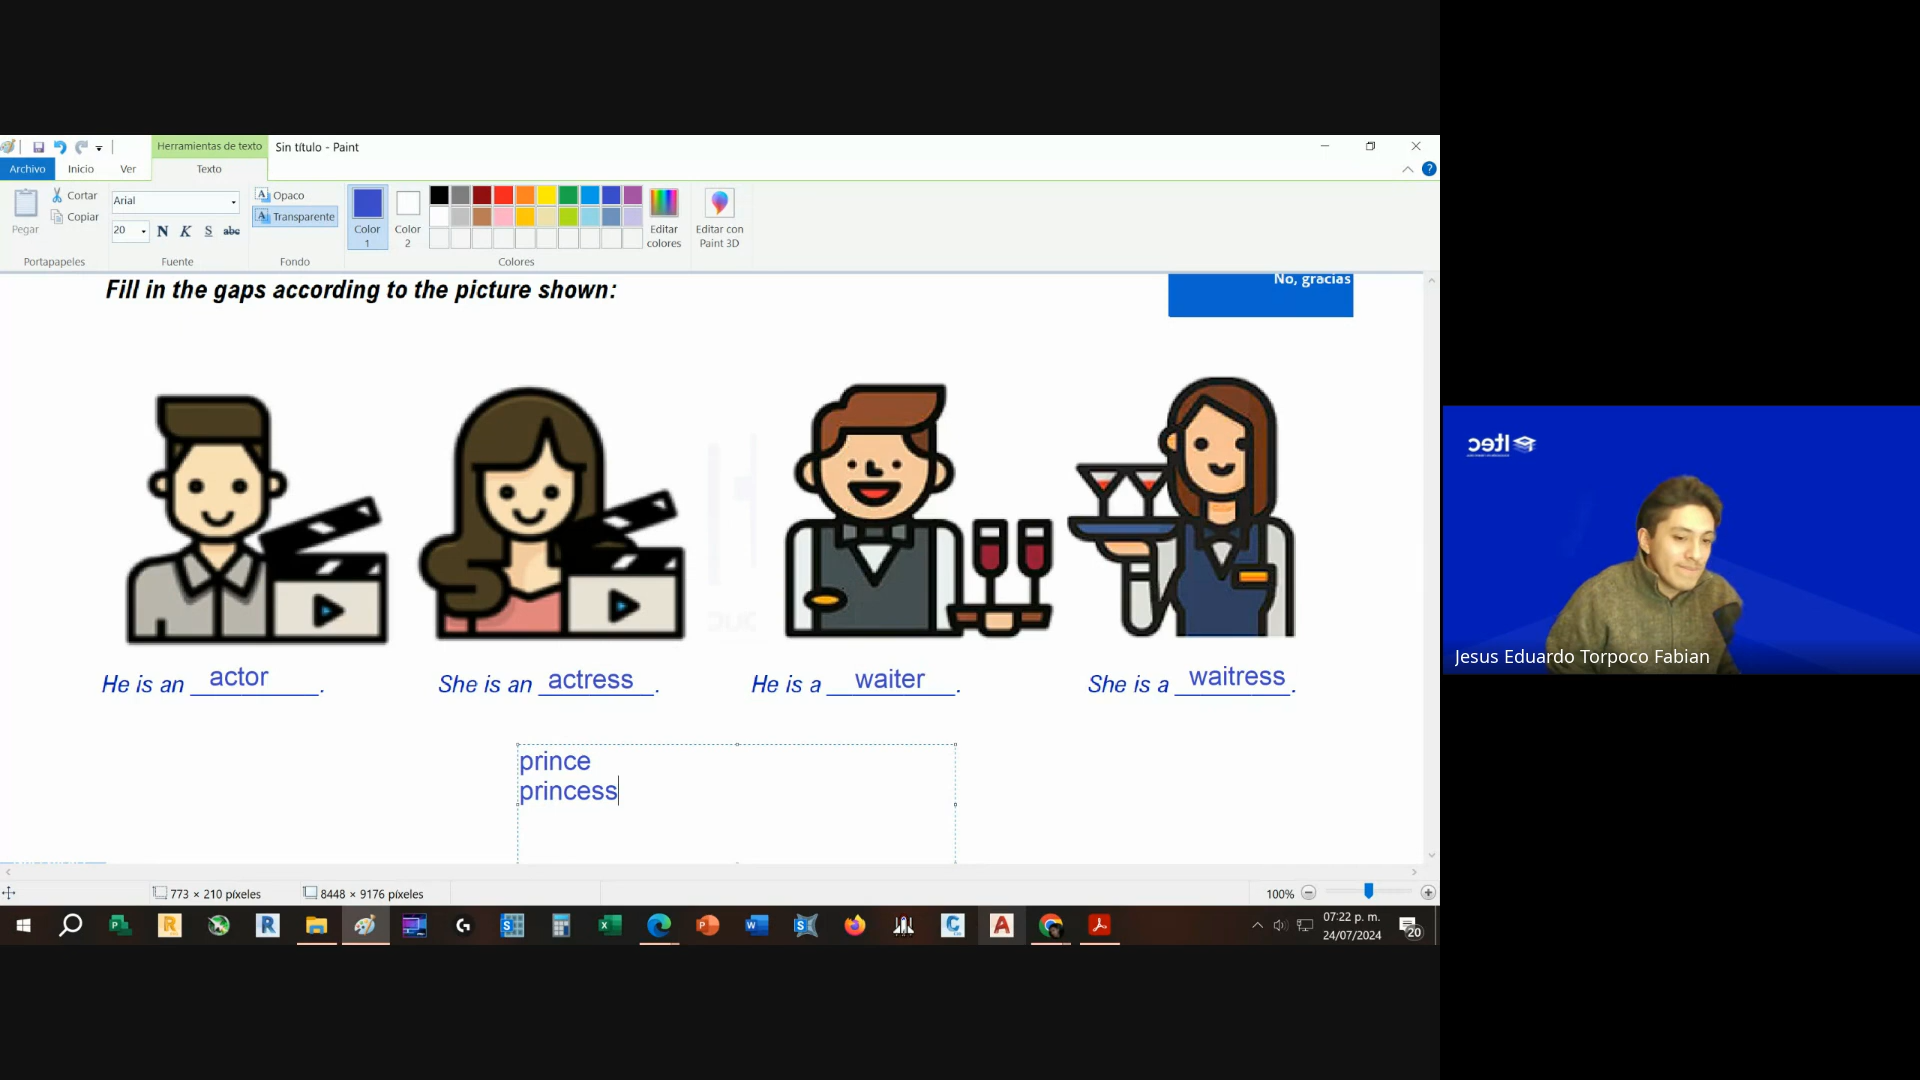 Herramientas de texto
Sin título - Paint
Archivo
Inicio
Ver
Texto
Pegar
Cortar
Copiar
Portapapeles
Arial
20
N K S abc
Fuente
Opaco
Transparente
Fondo
Color
1
Color
2
Colores
Editar
colores
Editar con
Paint 3D
Fill in the gaps according to the picture shown:
No, gracias
He is an actor.
She is an actress.
He is a waiter.
She is a waitress.
prince
princess
773 × 210 píxeles
8448 × 9176 píxeles
100%
07:22 p. m.
24/07/2024
20
Itec
Jesus Eduardo Torpoco Fabian